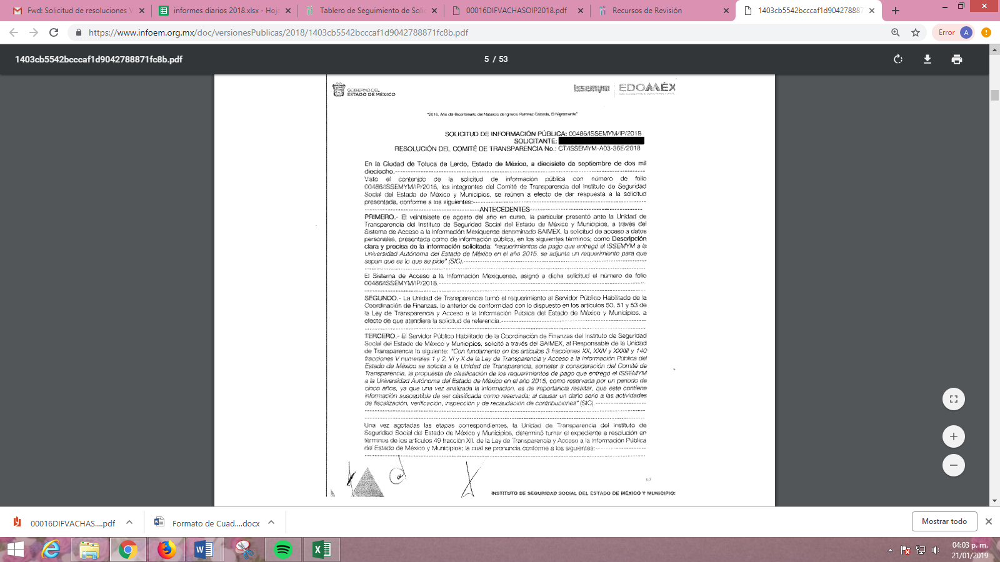 Fwd: Solicitud de resoluciones V
informes diarios 2018.xlsx - Hoja
Tablero de Seguimiento de Solic
00016DIFVACHASOIP2018.pdf
Recursos de Revisión
1403cb5542bcccaf1d9042788871
https://www.infoem.org.mx/doc/versionesPublicas/2018/1403cb5542bcccaf1d9042788871fc8b.pdf
Error A
1403cb5542bcccaf1d9042788871fc8b.pdf
5 / 53
GOBIERNO DEL
ESTADO DE MÉXICO
issemym
EDOMÉX
"2018. Año del Bicentenario del Natalicio de Ignacio Ramírez Calzada, El Nigromante"
SOLICITUD DE INFORMACIÓN PÚBLICA: 00486/ISSEMYM/IP/2018
SOLICITANTE:
RESOLUCIÓN DEL COMITÉ DE TRANSPARENCIA No.: CT/ISSEMYM-A03-36E/2018
En la Ciudad de Toluca de Lerdo, Estado de México, a diecisiete de septiembre de dos mil
dieciocho.
Visto el contenido de la solicitud de información pública con número de folio
00486/ISSEMYM/IP/2018, los integrantes del Comité de Transparencia del Instituto de Seguridad
Social del Estado de México y Municipios, se reúnen a efecto de dar respuesta a la solicitud
presentada, conforme a los siguientes:
ANTECEDENTES
PRIMERO.- El veintisiete de agosto del año en curso, la particular presentó ante la Unidad de
Transparencia del Instituto de Seguridad Social del Estado de México y Municipios, a través del
Sistema de Acceso a la Información Mexiquense denominado SAIMEX, la solicitud de acceso a datos
personales, presentada como de información pública, en los siguientes términos; como Descripción
clara y precisa de la información solicitada: "requerimientos de pago que entregó el ISSEMYM a la
Universidad Autónoma del Estado de México en el año 2015. se adjunta un requerimiento para que
sepan que es lo que se pide" (SIC).
El Sistema de Acceso a la Información Mexiquense, asignó a dicha solicitud el número de folio
00486/ISSEMYM/IP/2018.
SEGUNDO.- La Unidad de Transparencia turnó el requerimiento al Servidor Público Habilitado de la
Coordinación de Finanzas, lo anterior de conformidad con lo dispuesto en los artículos 50, 51 y 53 de
la Ley de Transparencia y Acceso a la Información Pública del Estado de México y Municipios, a
efecto de que atendiera la solicitud de referencia.
TERCERO.- El Servidor Público Habilitado de la Coordinación de Finanzas del Instituto de Seguridad
Social del Estado de México y Municipios, solicitó a través del SAIMEX, al Responsable de la Unidad
de Transparencia lo siguiente: "Con fundamento en los artículos 3 fracciones XX, XXIV y XXXIII y 140
fracciones V numerales 1 y 2, VI y X de la Ley de Transparencia y Acceso a la Información Pública del
Estado de México se solicita a la Unidad de Transparencia, someter a consideración del Comité de
Transparencia, la propuesta de clasificación de los requerimientos de pago que entregó el ISSEMYM
a la Universidad Autónoma del Estado de México en el año 2015, como reservada por un periodo de
cinco años, ya que una vez analizada la información, es de importancia resaltar, que este contiene
información susceptible de ser clasificada como reservada; al causar un daño serio a las actividades
de fiscalización, verificación, inspección y de recaudación de contribuciones" (SIC).
Una vez agotadas las etapas correspondientes, la Unidad de Transparencia del Instituto de
Seguridad Social del Estado de México y Municipios, determinó turnar el expediente a resolución en
términos de los artículos 49 fracción XII, de la Ley de Transparencia y Acceso a la Información Pública
del Estado de México y Municipios; la cual se pronuncia conforme a los siguientes:
INSTITUTO DE SEGURIDAD SOCIAL DEL ESTADO DE MÉXICO Y MUNICIPIO:
00016DIFVACHAS....pdf
Formato de Cuad....docx
Mostrar todo
04:03 p. m.
21/01/2019